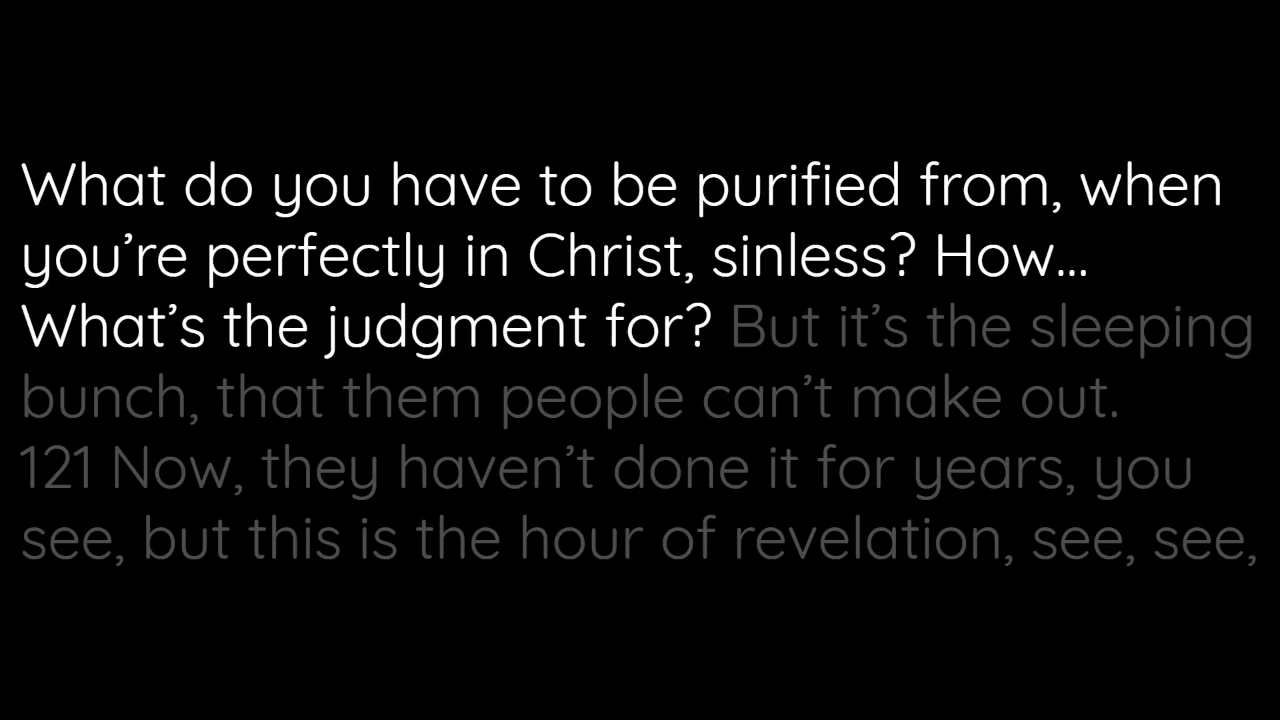 What do you have to be purified from, when
you’re perfectly in Christ, sinless? How…
What’s the judgment for? But it’s the sleeping
bunch, that them people can’t make out.
121 Now, they haven’t done it for years, you
see, but this is the hour of revelation, see, see,